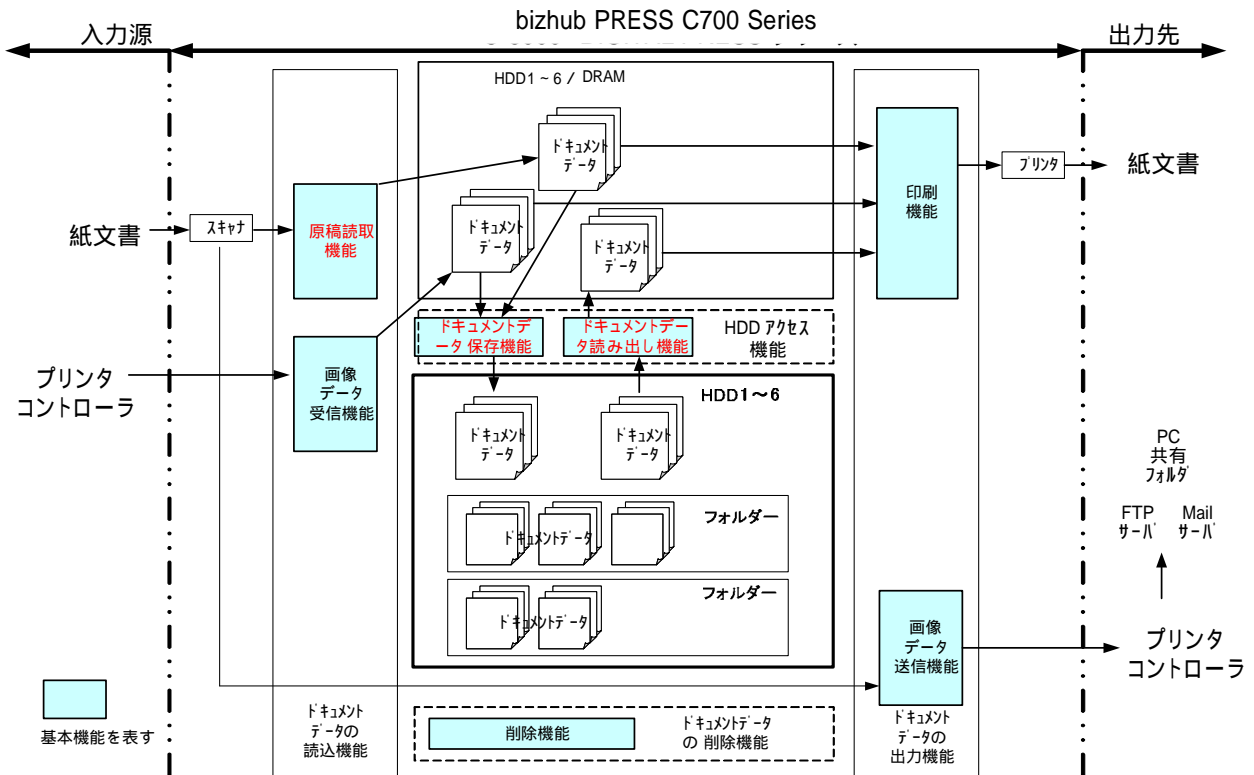 bizhub PRESS C700 Series
入力源
出力先
HDD1 ~ 6 / DRAM
ﾄﾞｷｭﾒﾝﾄ
ﾃﾞｰﾀ
ﾄﾞｷｭﾒﾝﾄ
ﾃﾞｰﾀ
ﾄﾞｷｭﾒﾝﾄ
ﾃﾞｰﾀ
紙文書
ｽｷｬﾅ
原稿読取
機能
印刷
機能
ﾌﾟﾘﾝﾀ
紙文書
ドキュメントデ
ータ 保存機能
ドキュメントデー
タ読み出し機能
HDD ｱｸｾｽ
機能
プリンタ
コントローラ
画像
データ
受信機能
HDD1～6
ﾄﾞｷｭﾒﾝﾄ
ﾃﾞｰﾀ
ﾄﾞｷｭﾒﾝﾄ
ﾃﾞｰﾀ
フォルダー
ﾄﾞｷｭﾒﾝﾄﾃﾞｰﾀ
フォルダー
ﾄﾞｷｭﾒﾝﾄﾃﾞｰﾀ
PC
共有
ﾌｫﾙﾀﾞ
FTP
ｻｰﾊﾞ
Mail
ｻｰﾊﾞ
画像
データ
送信機能
プリンタ
コントローラ
基本機能を表す
ﾄﾞｷｭﾒﾝﾄ
ﾃﾞｰﾀの
読込機能
削除機能
ﾄﾞｷｭﾒﾝﾄﾃﾞｰﾀ
の 削除機能
ﾄﾞｷｭﾒﾝﾄ
ﾃﾞｰﾀの
出力機能